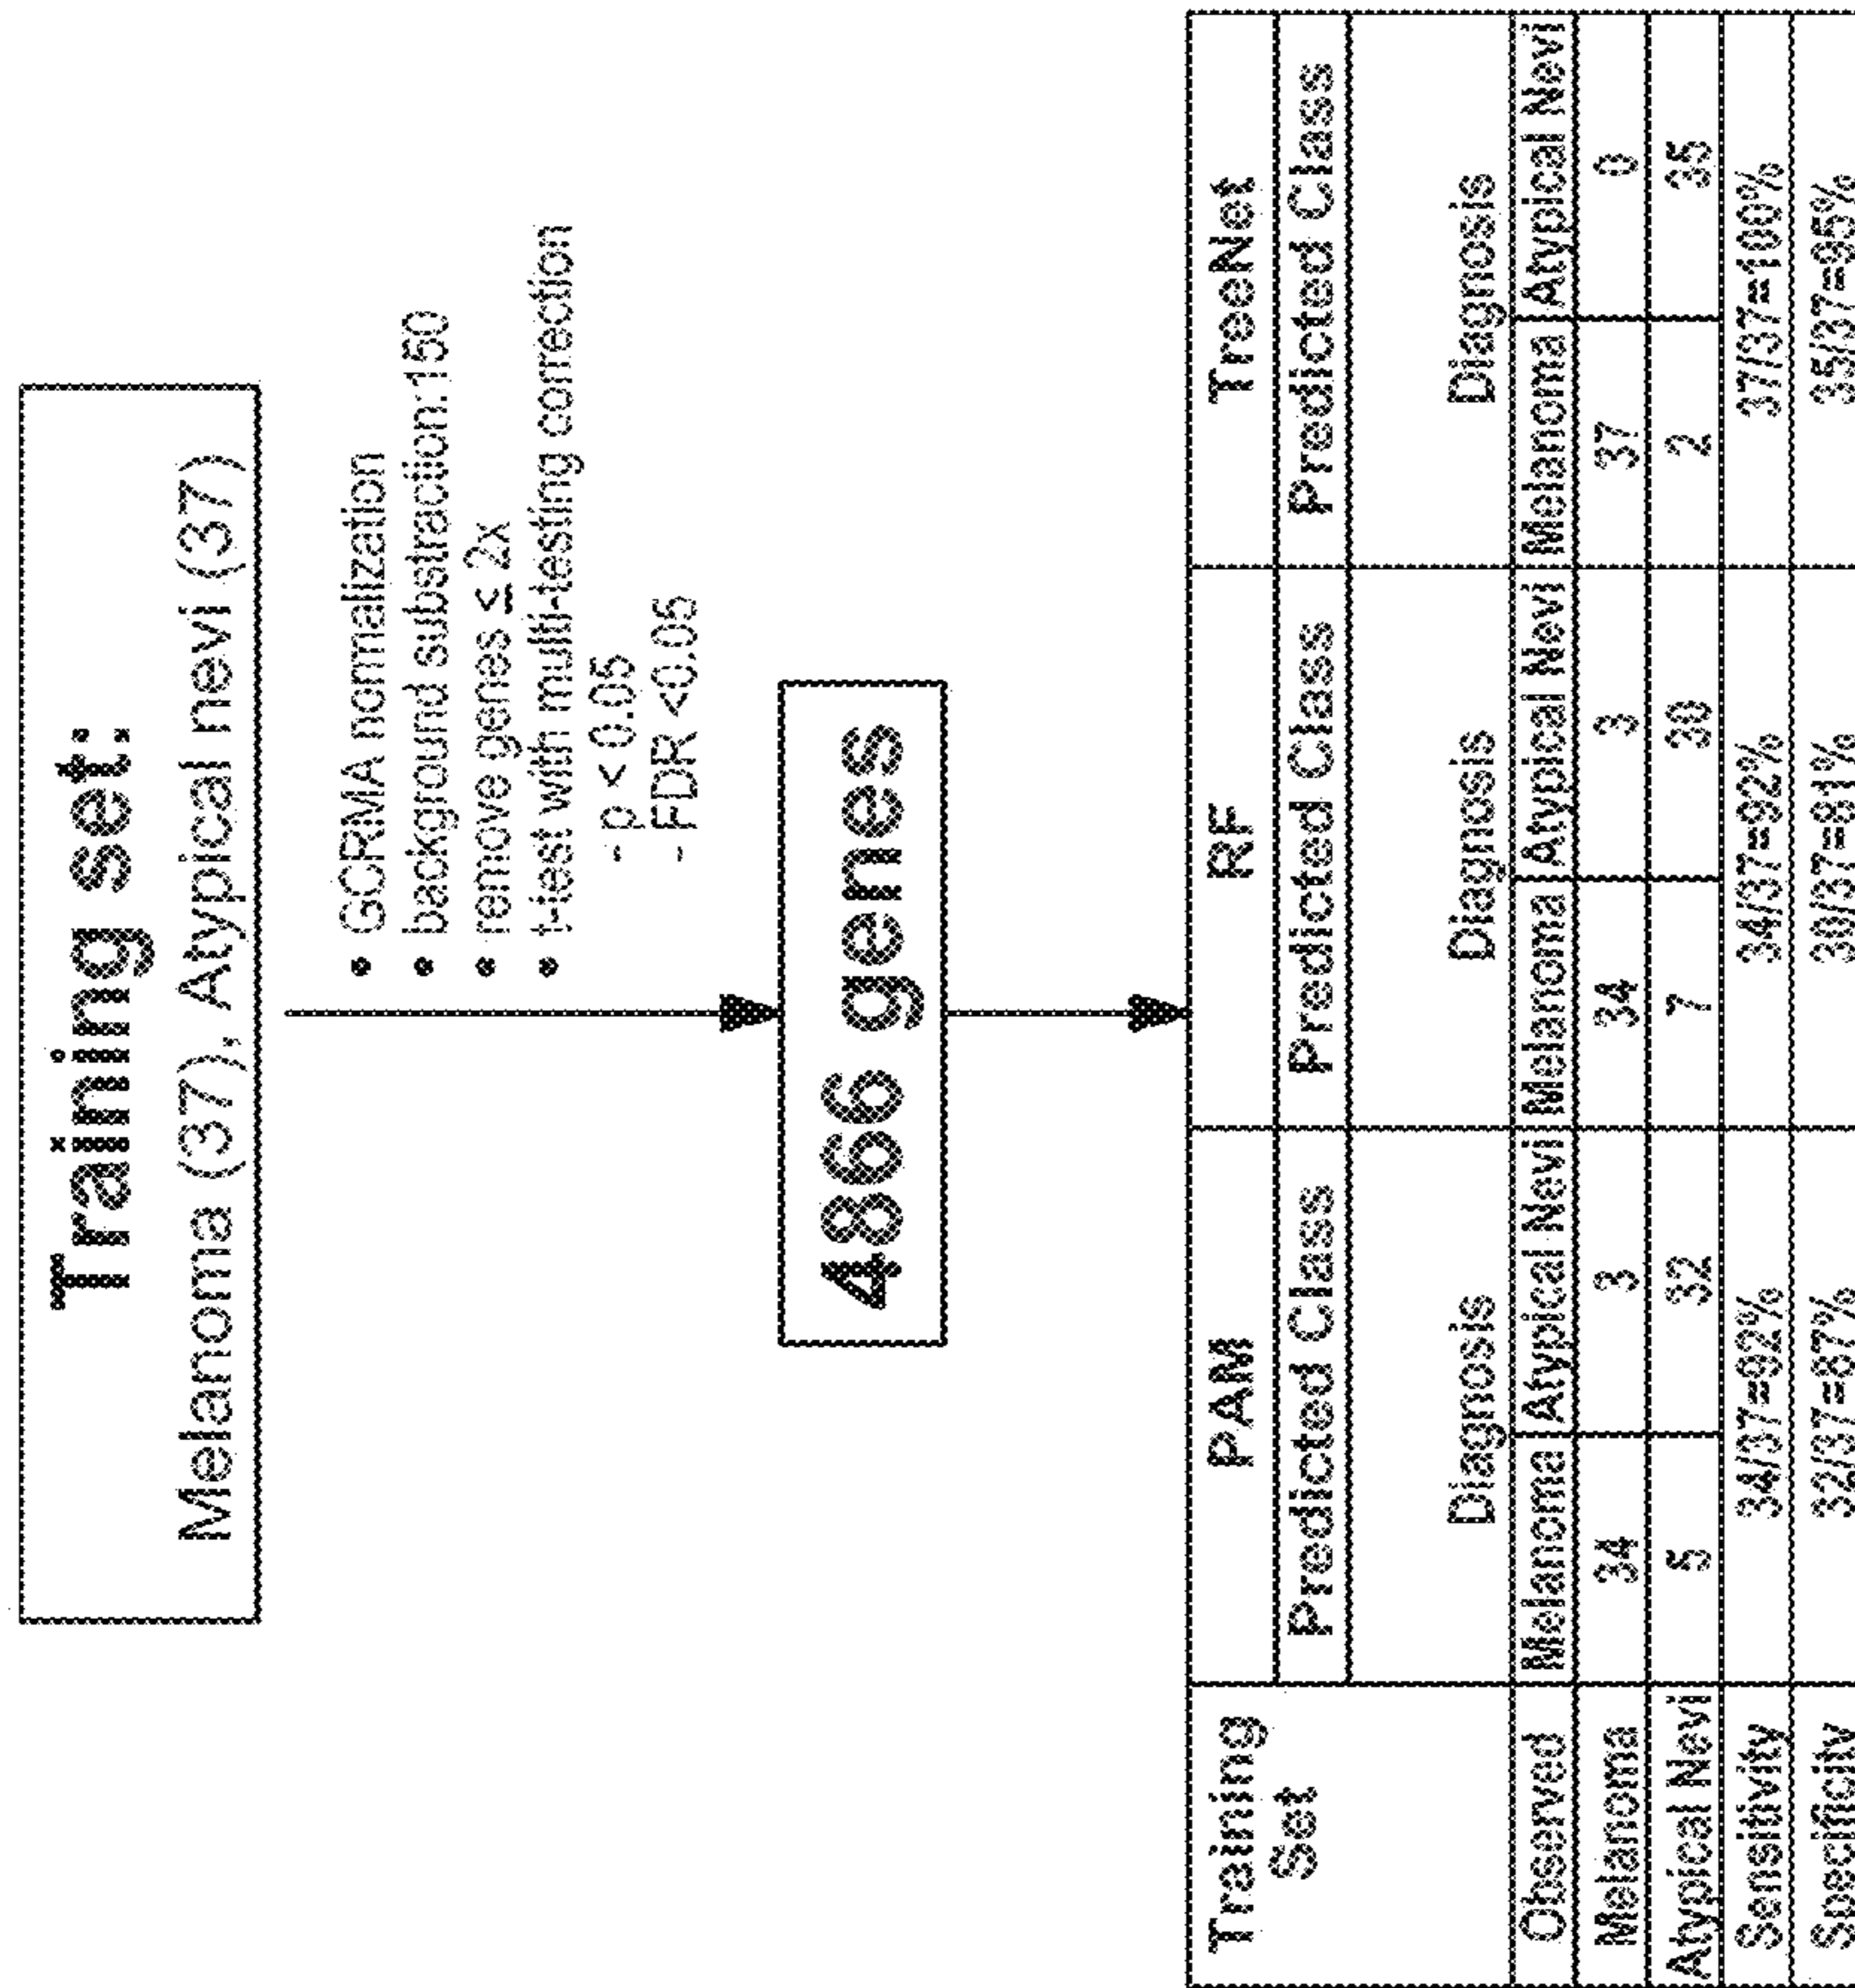 Training set:
Melanoma (37), Atypical nevi (37)
• GCRMA normalization
• background substraction:150
• remove genes ≤ 2x
• t-test with multi-testing correction
- p < 0.05
- FDR <0.05
4866 genes
Training Set PAM RF TreeNet
Predicted Class Predicted Class Predicted Class
Diagnosis Diagnosis Diagnosis
Observed Melanoma Atypical Nevi Melanoma Atypical Nevi Melanoma Atypical Nevi
Melanoma 34 3 34 3 37 0
Atypical Nevi 5 32 7 30 2 35
Sensitivity 34/37=92% 34/37=92% 37/37=100%
Specificity 32/37=87% 30/37=81% 35/37=95%